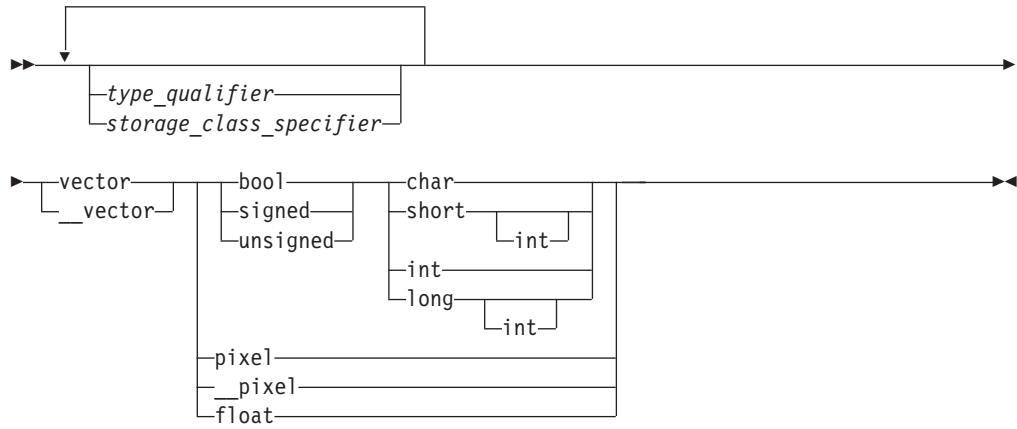 type_qualifier
storage_class_specifier
vector bool char
__vector signed short
unsigned int
int
long
int
pixel
__pixel
float